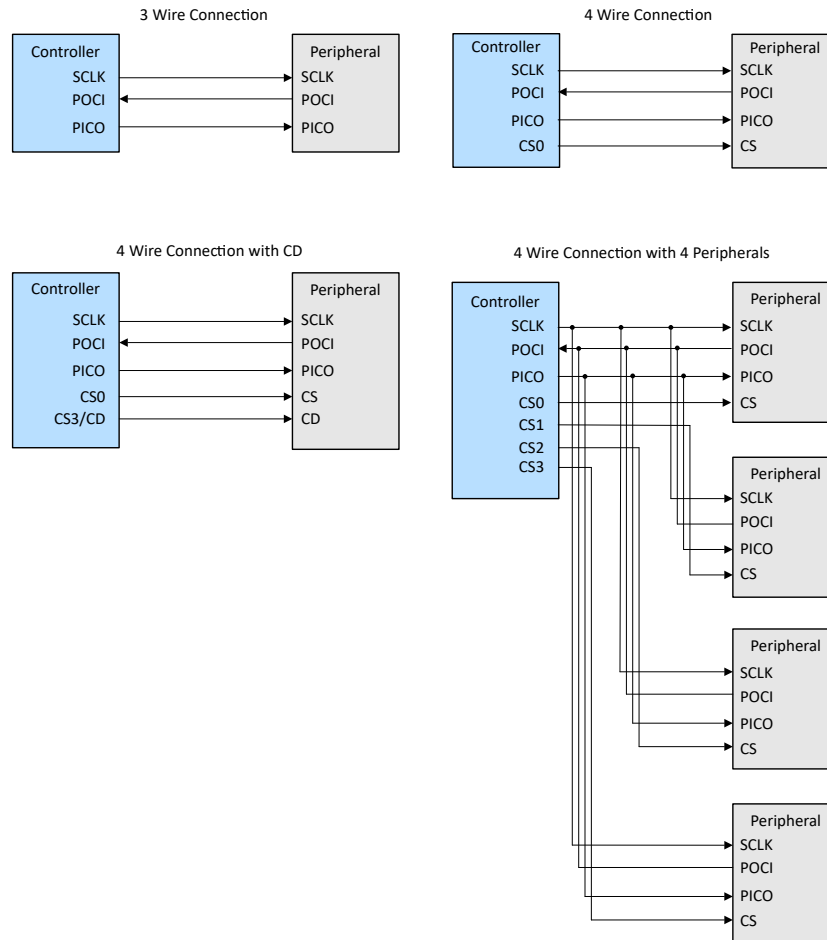 3 Wire Connection
Controller
SCLK
POCI
PICO
Peripheral
SCLK
POCI
PICO
4 Wire Connection
Controller
SCLK
POCI
PICO
CS0
Peripheral
SCLK
POCI
PICO
CS
4 Wire Connection with CD
Controller
SCLK
POCI
PICO
CS0
CS3/CD
Peripheral
SCLK
POCI
PICO
CS
CD
4 Wire Connection with 4 Peripherals
Controller
SCLK
POCI
PICO
CS0
CS1
CS2
CS3
Peripheral
SCLK
POCI
PICO
CS
Peripheral
SCLK
POCI
PICO
CS
Peripheral
SCLK
POCI
PICO
CS
Peripheral
SCLK
POCI
PICO
CS